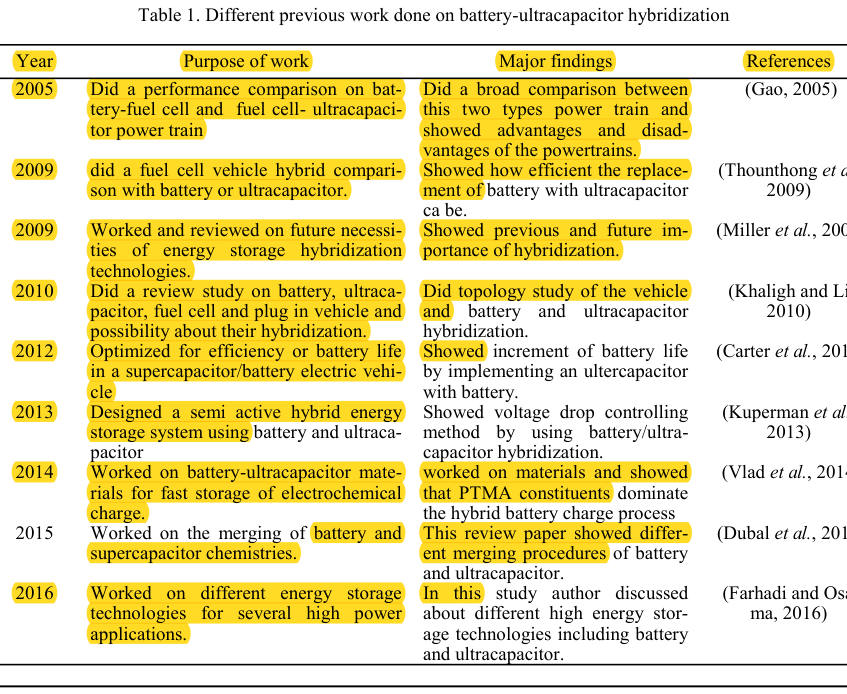 Table 1. Different previous work done on battery-ultracapacitor hybridization
Year Purpose of work Major findings References
2005 Did a performance comparison on bat- Did a broad comparison between (Gao, 2005)
tery-fuel cell and fuel cell- ultracapaci- this two types power train and
tor power train showed advantages and disad-
vantages of the powertrains.
2009 did a fuel cell vehicle hybrid compari- Showed how efficient the replace- (Thounthong et
son with battery or ultracapacitor. ment of battery with ultracapacitor 2009)
ca be.
2009 Worked and reviewed on future necessi- Showed previous and future im- (Miller et al.,
ties of energy storage hybridization portance of hybridization.
technologies.
2010 Did a review study on battery, ultraca- Did topology study of the vehicle (Khaligh and
pacitor, fuel cell and plug in vehicle and and battery and ultracapacitor 2010)
possibility about their hybridization. hybridization.
2012 Optimized for efficiency or battery life Showed increment of battery life (Carter et al.,
in a supercapacitor/battery electric vehi- by implementing an ultercapacitor
cle with battery.
2013 Designed a semi active hybrid energy Showed voltage drop controlling (Kuperman et al.
storage system using battery and ultraca- method by using battery/ultra- 2013)
pacitor capacitor hybridization.
2014 Worked on battery-ultracapacitor mate- worked on materials and showed (Vlad et al., 2014
rials for fast storage of electrochemical that PTMA constituents dominate
charge. the hybrid battery charge process
2015 Worked on the merging of battery and This review paper showed differ- (Dubal et al.,
supercapacitor chemistries. ent merging procedures of battery
and ultracapacitor.
2016 Worked on different energy storage In this study author discussed (Farhadi and
technologies for several high power about different high energy stor- ma, 2016)
applications. age technologies including battery
and ultracapacitor.